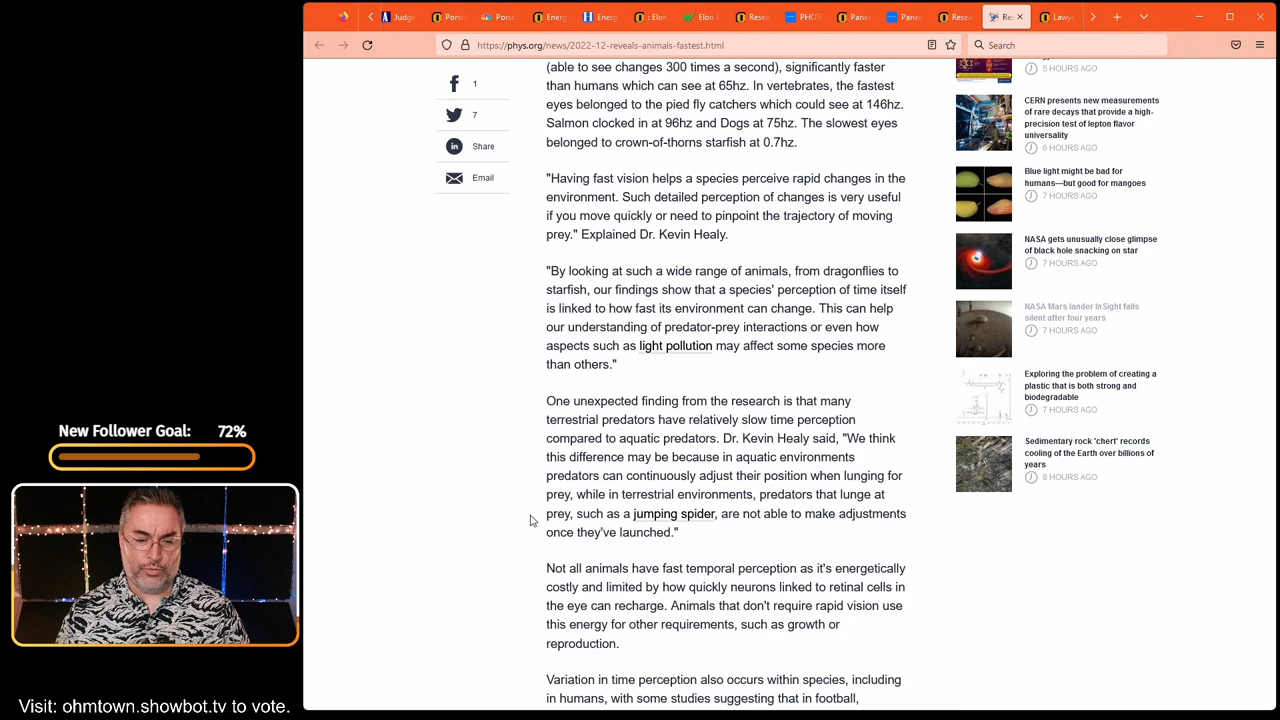 Judge
Porsc
Pors
Energ
Energ
: Elon
Elon M
Resea
PHOT
Panes
Pane
Resea
Res
Lawye
https://phys.org/news/2022-12-reveals-animals-fastest.html
Search
1
7
Share
Email
(able to see changes 300 times a second), significantly faster
than humans which can see at 65hz. In vertebrates, the fastest
eyes belonged to the pied fly catchers which could see at 146hz.
Salmon clocked in at 96hz and Dogs at 75hz. The slowest eyes
belonged to crown-of-thorns starfish at 0.7hz.
"Having fast vision helps a species perceive rapid changes in the
environment. Such detailed perception of changes is very useful
if you move quickly or need to pinpoint the trajectory of moving
prey." Explained Dr. Kevin Healy.
"By looking at such a wide range of animals, from dragonflies to
starfish, our findings show that a species' perception of time itself
is linked to how fast its environment can change. This can help
our understanding of predator-prey interactions or even how
aspects such as light pollution may affect some species more
than others."
One unexpected finding from the research is that many
terrestrial predators have relatively slow time perception
compared to aquatic predators. Dr. Kevin Healy said, "We think
this difference may be because in aquatic environments
predators can continuously adjust their position when lunging for
prey, while in terrestrial environments, predators that lunge at
prey, such as a jumping spider, are not able to make adjustments
once they've launched."
Not all animals have fast temporal perception as it's energetically
costly and limited by how quickly neurons linked to retinal cells in
the eye can recharge. Animals that don't require rapid vision use
this energy for other requirements, such as growth or
reproduction.
Variation in time perception also occurs within species, including
in humans, with some studies suggesting that in football,
5 HOURS AGO
CERN presents new measurements
of rare decays that provide a high-
precision test of lepton flavor
universality
6 HOURS AGO
Blue light might be bad for
humans—but good for mangoes
7 HOURS AGO
NASA gets unusually close glimpse
of black hole snacking on star
7 HOURS AGO
NASA Mars lander InSight falls
silent after four years
7 HOURS AGO
Exploring the problem of creating a
plastic that is both strong and
biodegradable
7 HOURS AGO
Sedimentary rock 'chert' records
cooling of the Earth over billions of
years
8 HOURS AGO
New Follower Goal: 72%
Visit: ohmtown.showbot.tv to vote.